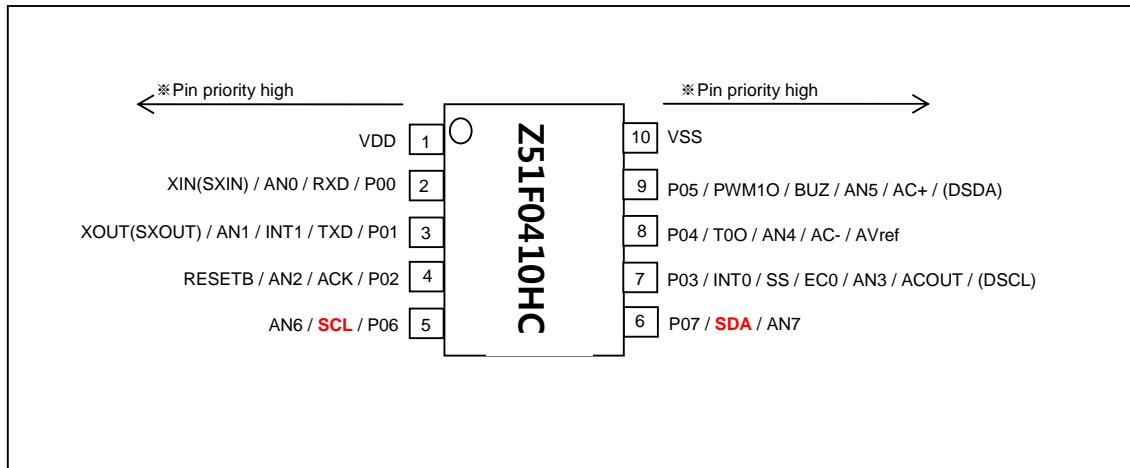 ※Pin priority high
※Pin priority high
VDD 1
10 VSS
XIN(SXIN) / AN0 / RXD / P00 2
9 P05 / PWM1O / BUZ / AN5 / AC+ / (DSDA)
XOUT(SXOUT) / AN1 / INT1 / TXD / P01 3
8 P04 / T0O / AN4 / AC- / AVref
RESETB / AN2 / ACK / P02 4
7 P03 / INT0 / SS / EC0 / AN3 / ACOUT / (DSCL)
AN6 / SCL / P06 5
6 P07 / SDA / AN7
Z51F0410HC